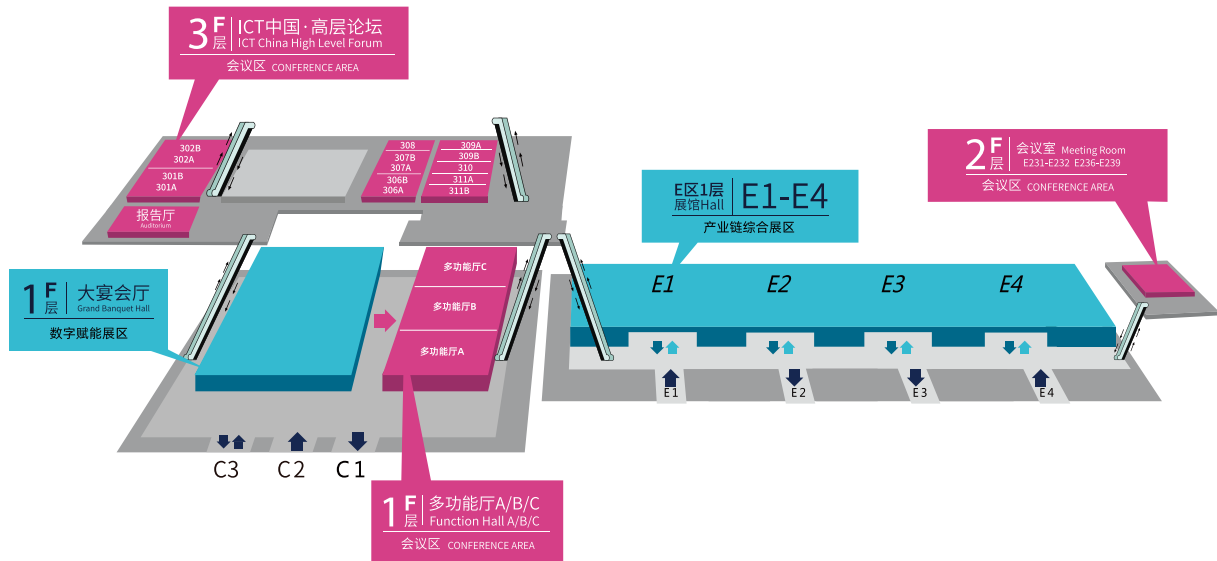 3 F 层 ICT中国·高层论坛
ICT China High Level Forum
会议区 CONFERENCE AREA
302B
302A
301B
301A
报告厅
Auditorium
308
307B
307A
306B
306A
309A
309B
310
311A
311B
2 F 层 会议室 Meeting Room
E231-E232 E236-E239
会议区 CONFERENCE AREA
E区1层
展馆Hall
E1-E4
产业链综合展区
1 F 层 大宴会厅
Grand Banquet Hall
数字赋能展区
多功能厅C
多功能厅B
多功能厅A
E1 E2 E3 E4
E1 E2 E3 E4
C3 C2 C1
1 F 层 多功能厅A/B/C
Function Hall A/B/C
会议区 CONFERENCE AREA